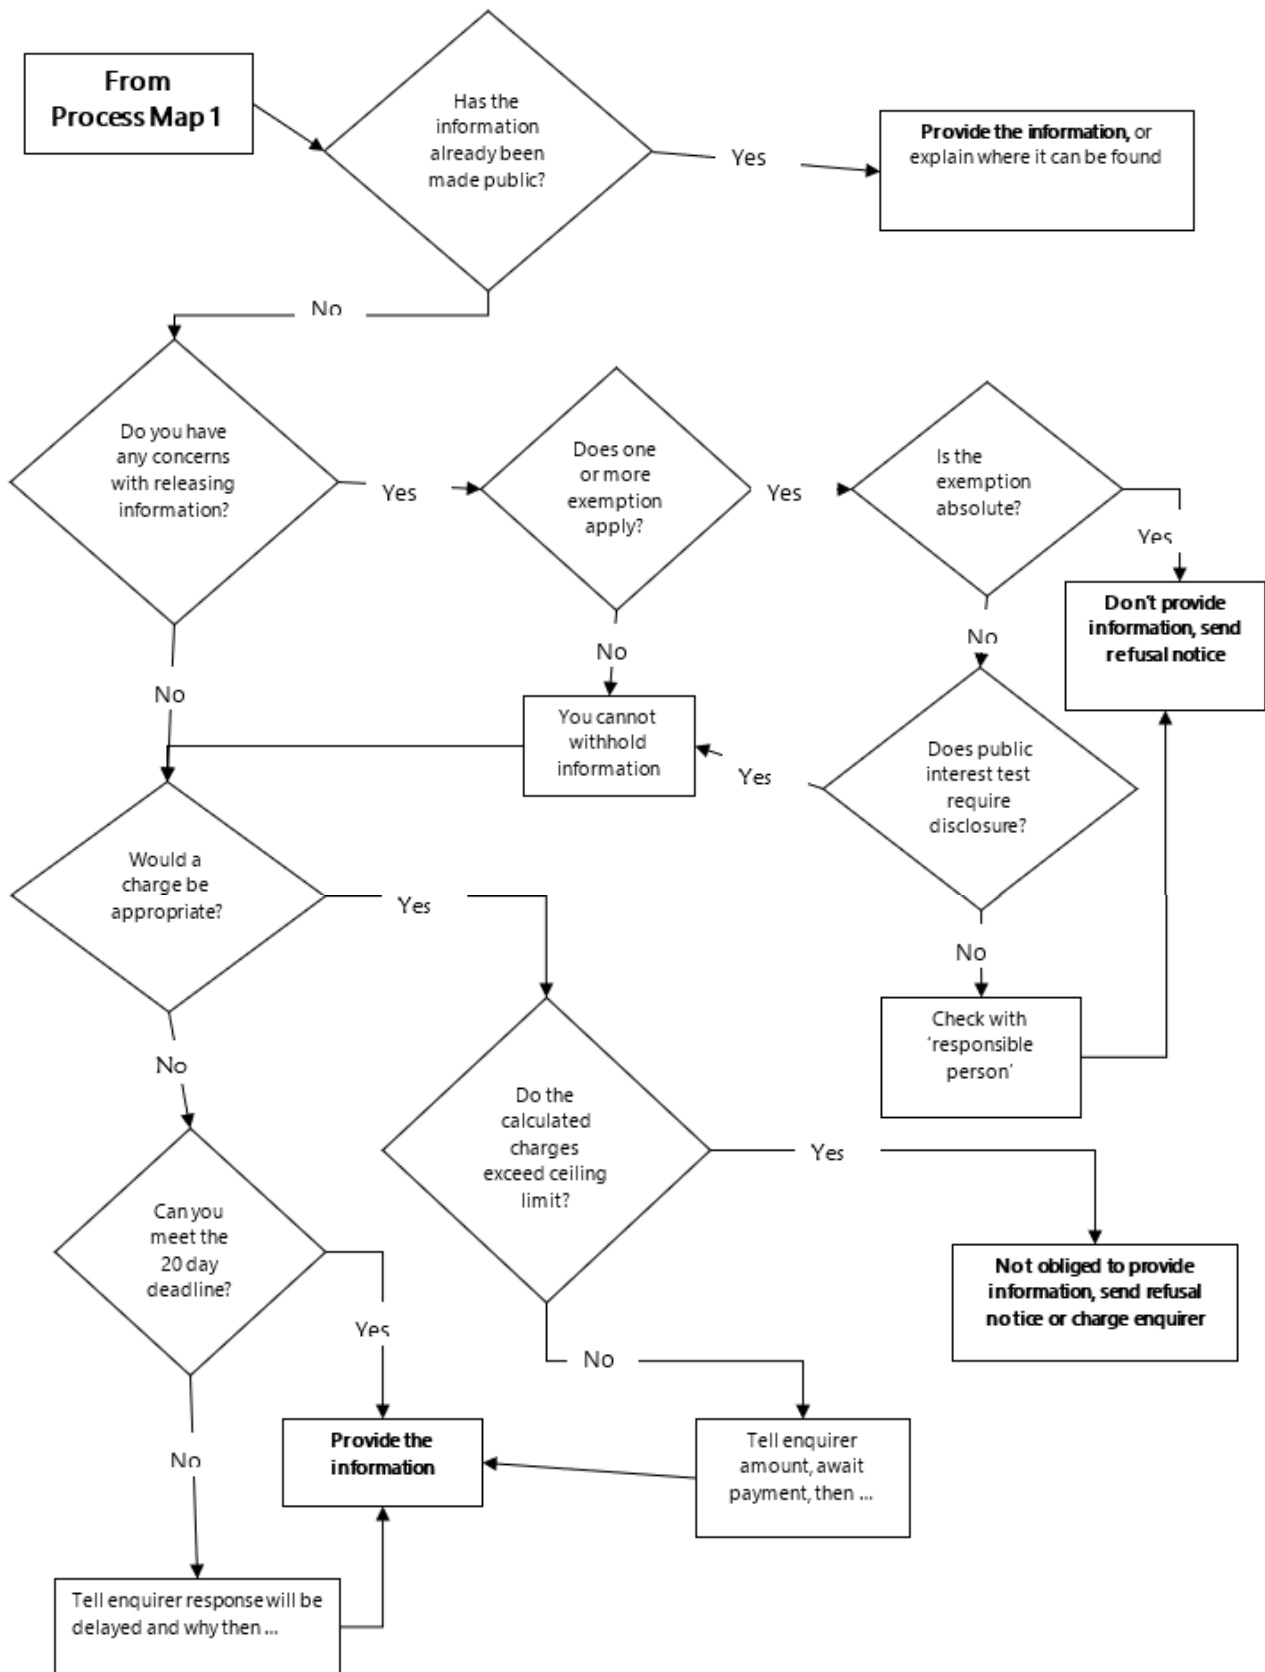 From
Process Map 1
Has the
information
already been
made public?
Yes
Provide the information, or
explain where it can be found
No
Do you have
any concerns
with releasing
information?
Yes
Does one
or more
exemption
apply?
Yes
Is the
exemption
absolute?
Yes
Don't provide
information, send
refusal notice
No
No
No
You cannot
withhold
information
Yes
Does public
interest test
require
disclosure?
Would a
charge be
appropriate?
Yes
No
Check with
‘responsible
person’
No
Do the
calculated
charges
exceed ceiling
limit?
Yes
Can you
meet the
20 day
deadline?
Not obliged to provide
information, send refusal
notice or charge enquirer
Yes
No
No
Provide the
information
Tell enquirer
amount, await
payment, then ...
Tell enquirer response will be
delayed and why then ...